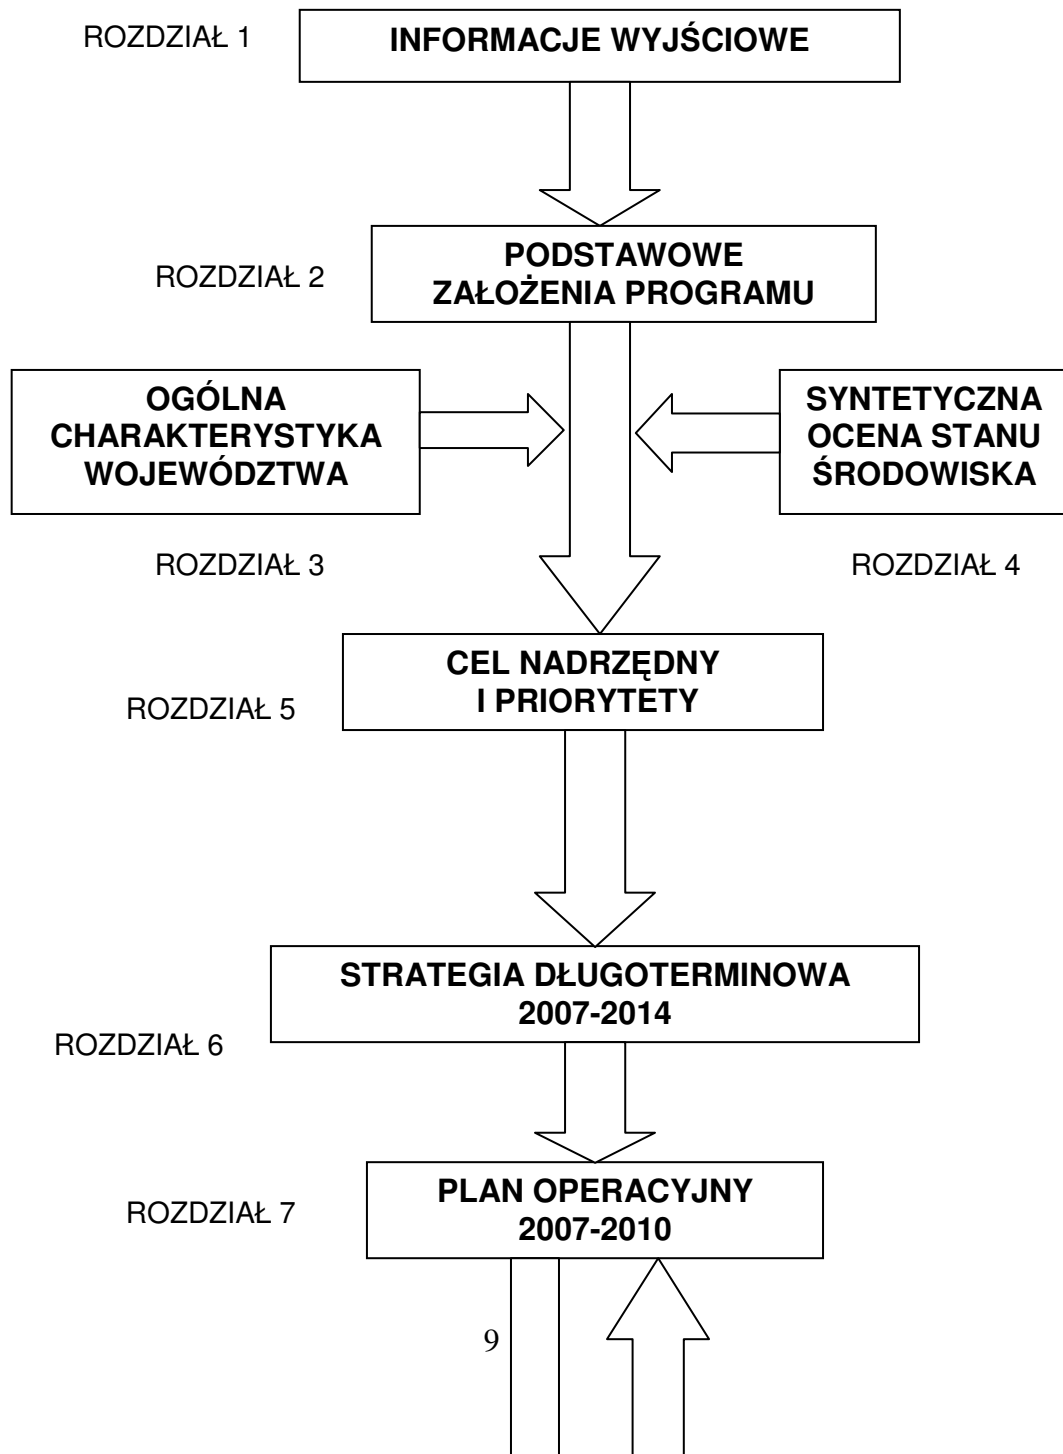 ROZDZIAŁ 1
INFORMACJE WYJŚCIOWE
ROZDZIAŁ 2
PODSTAWOWE
ZAŁOŻENIA PROGRAMU
OGÓLNA
CHARAKTERYSTYKA
WOJEWÓDZTWA
SYNTETYCZNA
OCENA STANU
ŚRODOWISKA
ROZDZIAŁ 3
ROZDZIAŁ 4
CEL NADRZĘDNY
I PRIORYTETY
ROZDZIAŁ 5
STRATEGIA DŁUGOTERMINOWA
2007-2014
ROZDZIAŁ 6
PLAN OPERACYJNY
2007-2010
ROZDZIAŁ 7
9